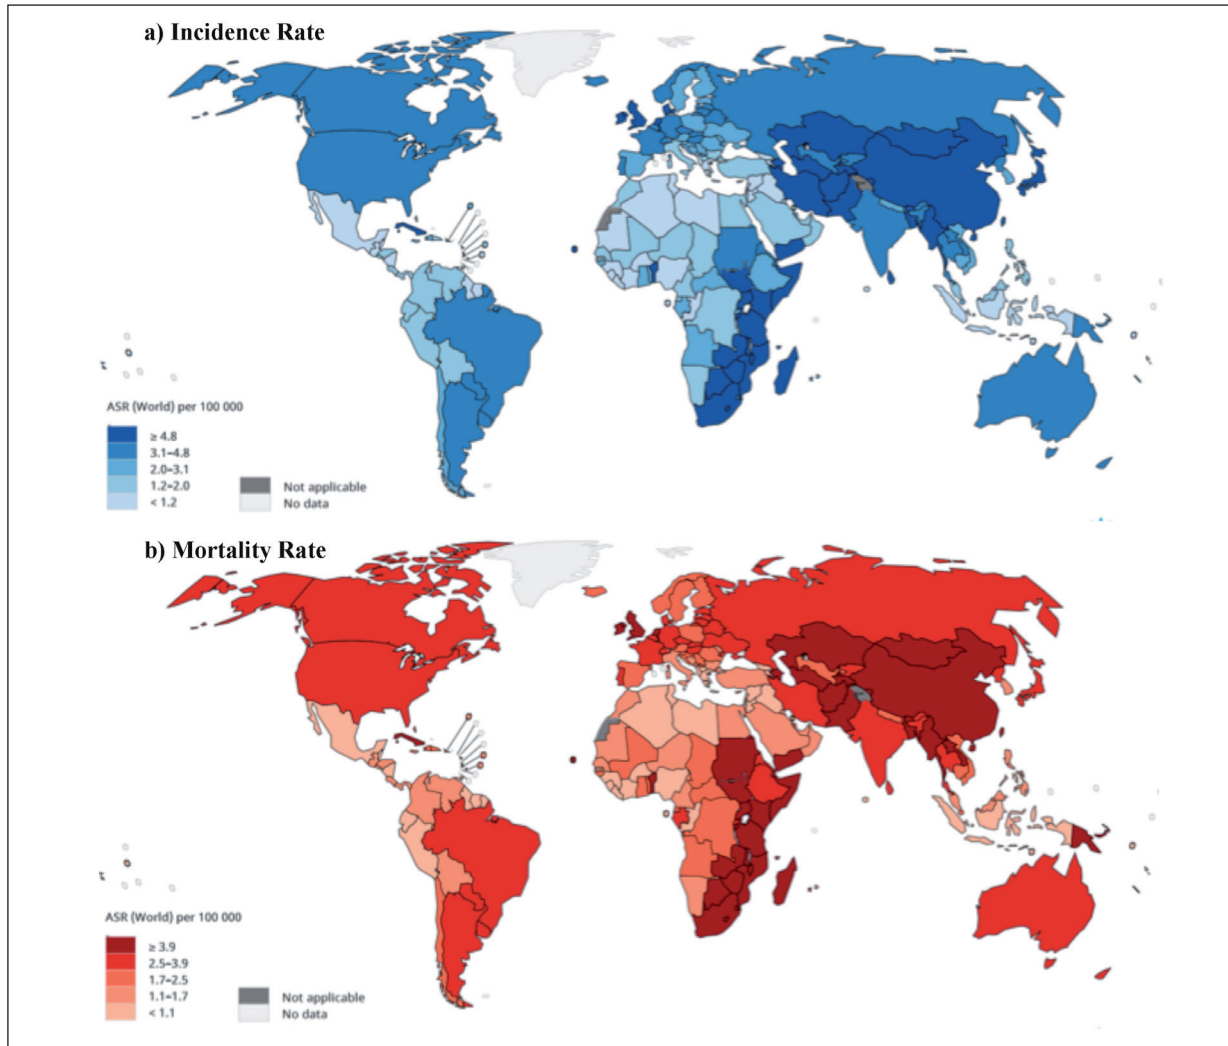 a) Incidence Rate
ASR (World) per 100 000
≥ 4.8
3.1–4.8
2.0–3.1
1.2–2.0
< 1.2
Not applicable
No data
b) Mortality Rate
ASR (World) per 100 000
≥ 3.9
2.5–3.9
1.7–2.5
1.1–1.7
< 1.1
Not applicable
No data